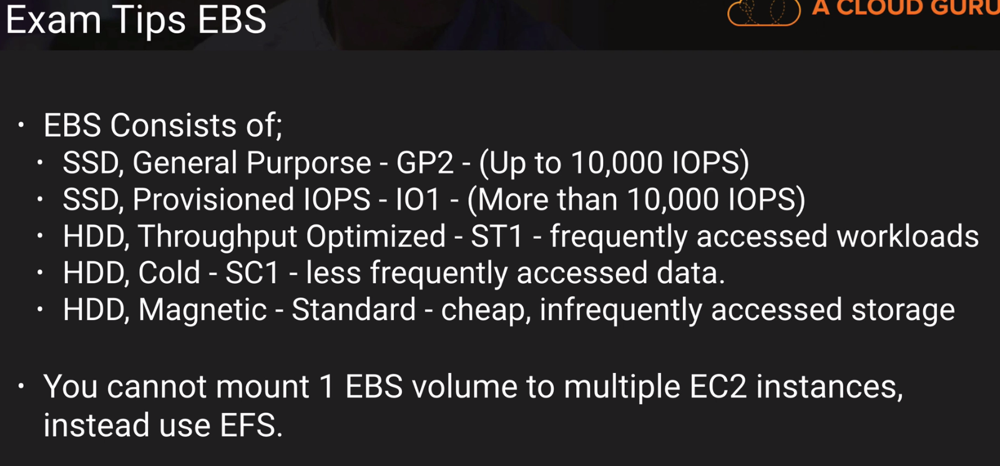 Exam Tips EBS
A CLOUD GURU
· EBS Consists of;
· SSD, General Purporse - GP2 - (Up to 10,000 IOPS)
· SSD, Provisioned IOPS - IO1 - (More than 10,000 IOPS)
· HDD, Throughput Optimized - ST1 - frequently accessed workloads
· HDD, Cold - SC1 - less frequently accessed data.
· HDD, Magnetic - Standard - cheap, infrequently accessed storage
· You cannot mount 1 EBS volume to multiple EC2 instances,
instead use EFS.